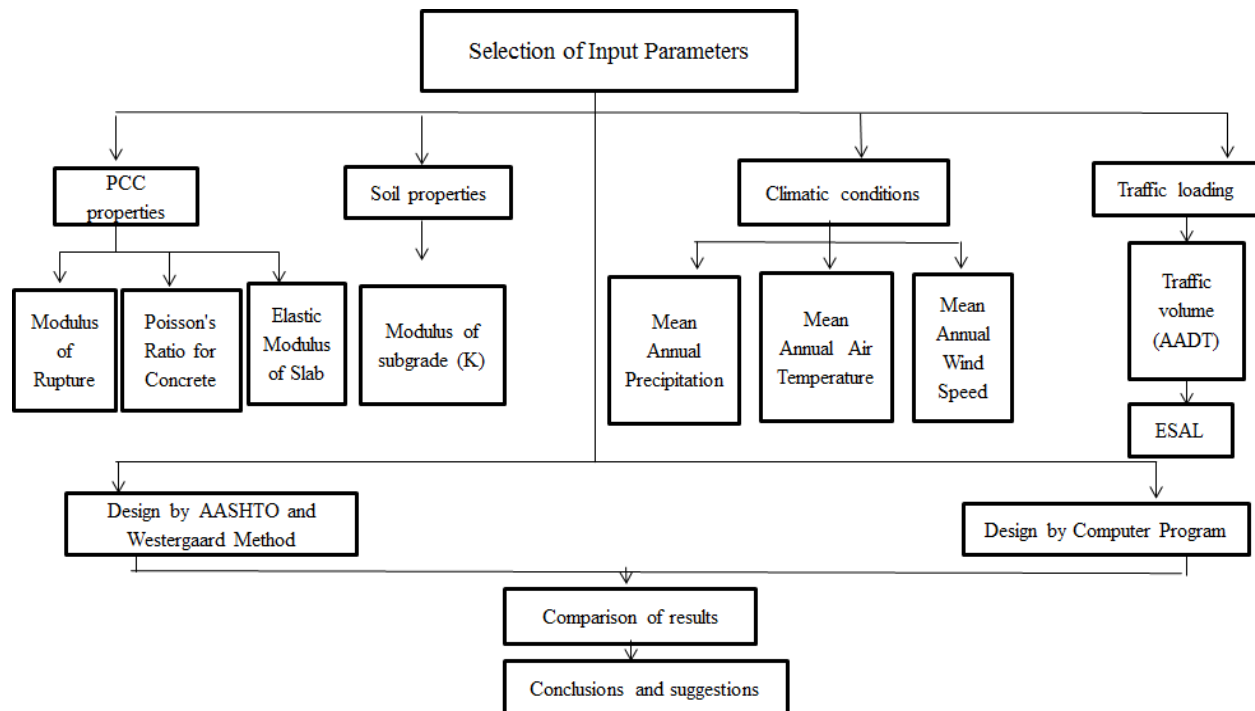 Selection of Input Parameters
PCC
properties
Soil properties
Climatic conditions
Traffic loading
Modulus
of
Rupture
Poisson's
Ratio for
Concrete
Elastic
Modulus
of Slab
Modulus of
subgrade (K)
Mean
Annual
Precipitation
Mean
Annual Air
Temperature
Mean
Annual
Wind
Speed
Traffic
volume
(AADT)
ESAL
Design by AASHTO and
Westergaard Method
Design by Computer Program
Comparison of results
Conclusions and suggestions